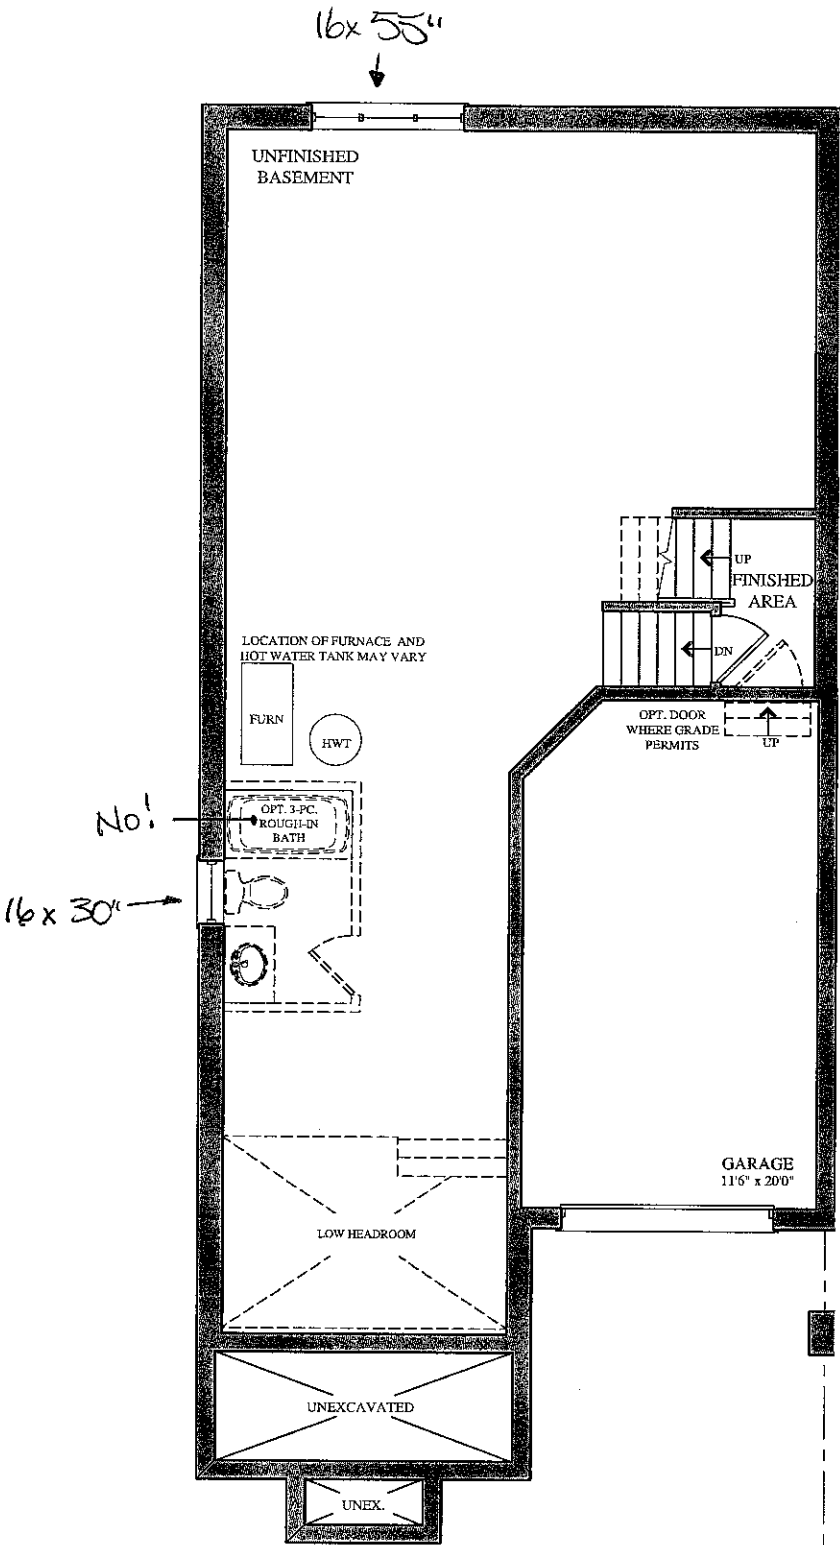 16x 55"
UNFINISHED
BASEMENT
UP
FINISHED
AREA
LOCATION OF FURNACE AND
HOT WATER TANK MAY VARY
DN
FURN
HWT
OPT. DOOR
WHERE GRADE
PERMITS
UP
No!
OPT. 3-PC.
ROUGH-IN
BATH
16 x 30"
GARAGE
11'6" x 20'0"
LOW HEADROOM
UNEXCAVATED
UNEX.